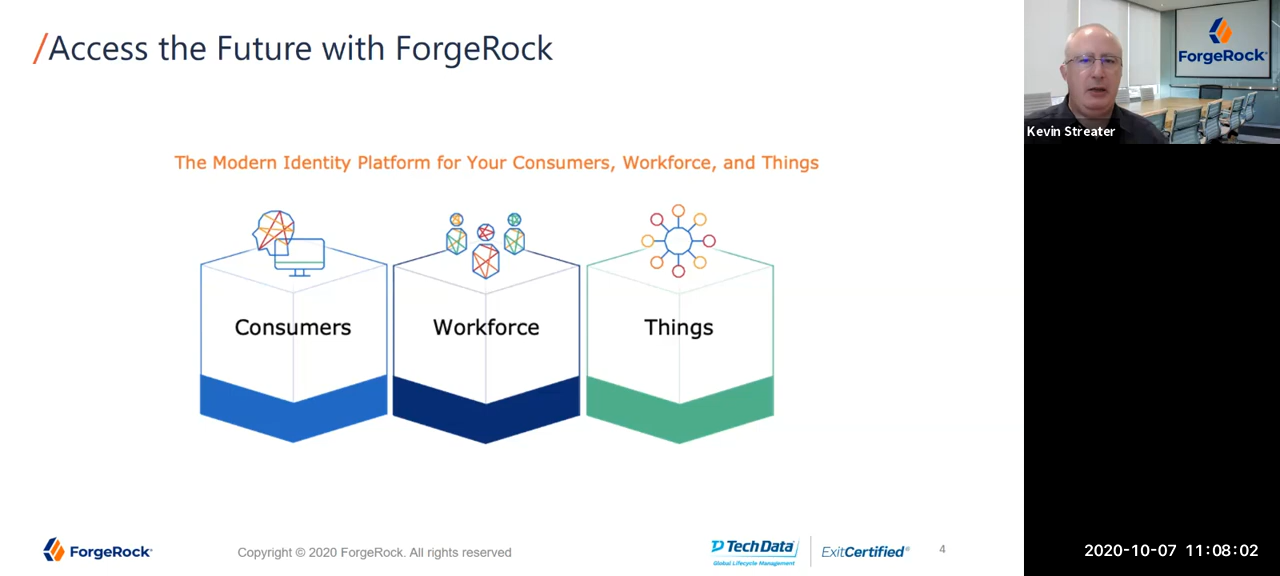 /Access the Future with ForgeRock
The Modern Identity Platform for Your Consumers, Workforce, and Things
Consumers
Workforce
Things
ForgeRock
Copyright © 2020 ForgeRock. All rights reserved
Tech Data
Global Lifecycle Management
ExitCertified®
4
ForgeRock
Kevin Streater
2020-10-07 11:08:02